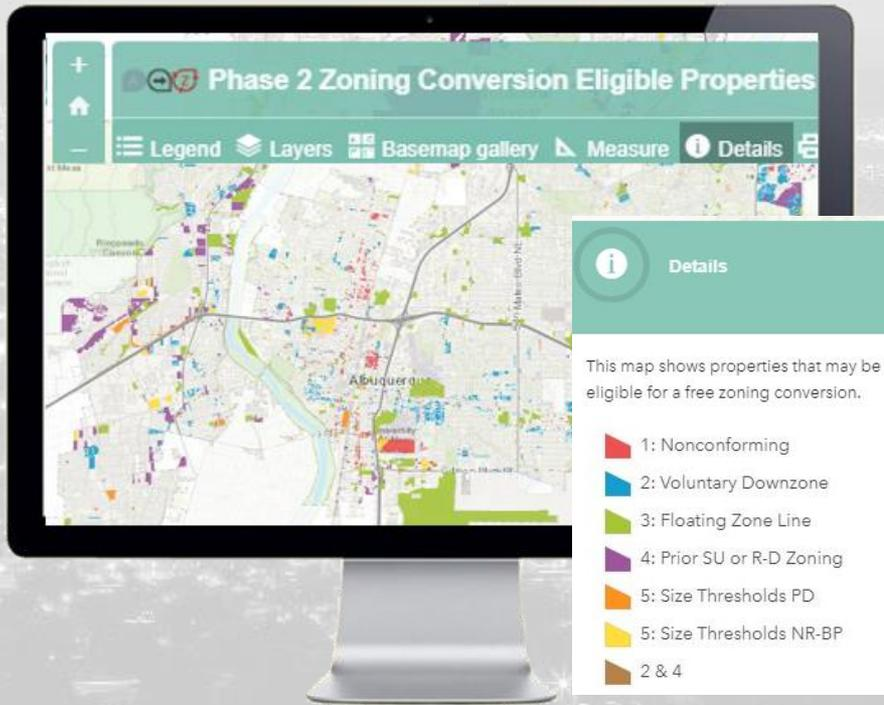 Phase 2 Zoning Conversion Eligible Properties
Legend Layers Basemap gallery Measure Details
Albuquerque
Details
This map shows properties that may be
eligible for a free zoning conversion.
1: Nonconforming
2: Voluntary Downzone
3: Floating Zone Line
4: Prior SU or R-D Zoning
5: Size Thresholds PD
5: Size Thresholds NR-BP
2 & 4